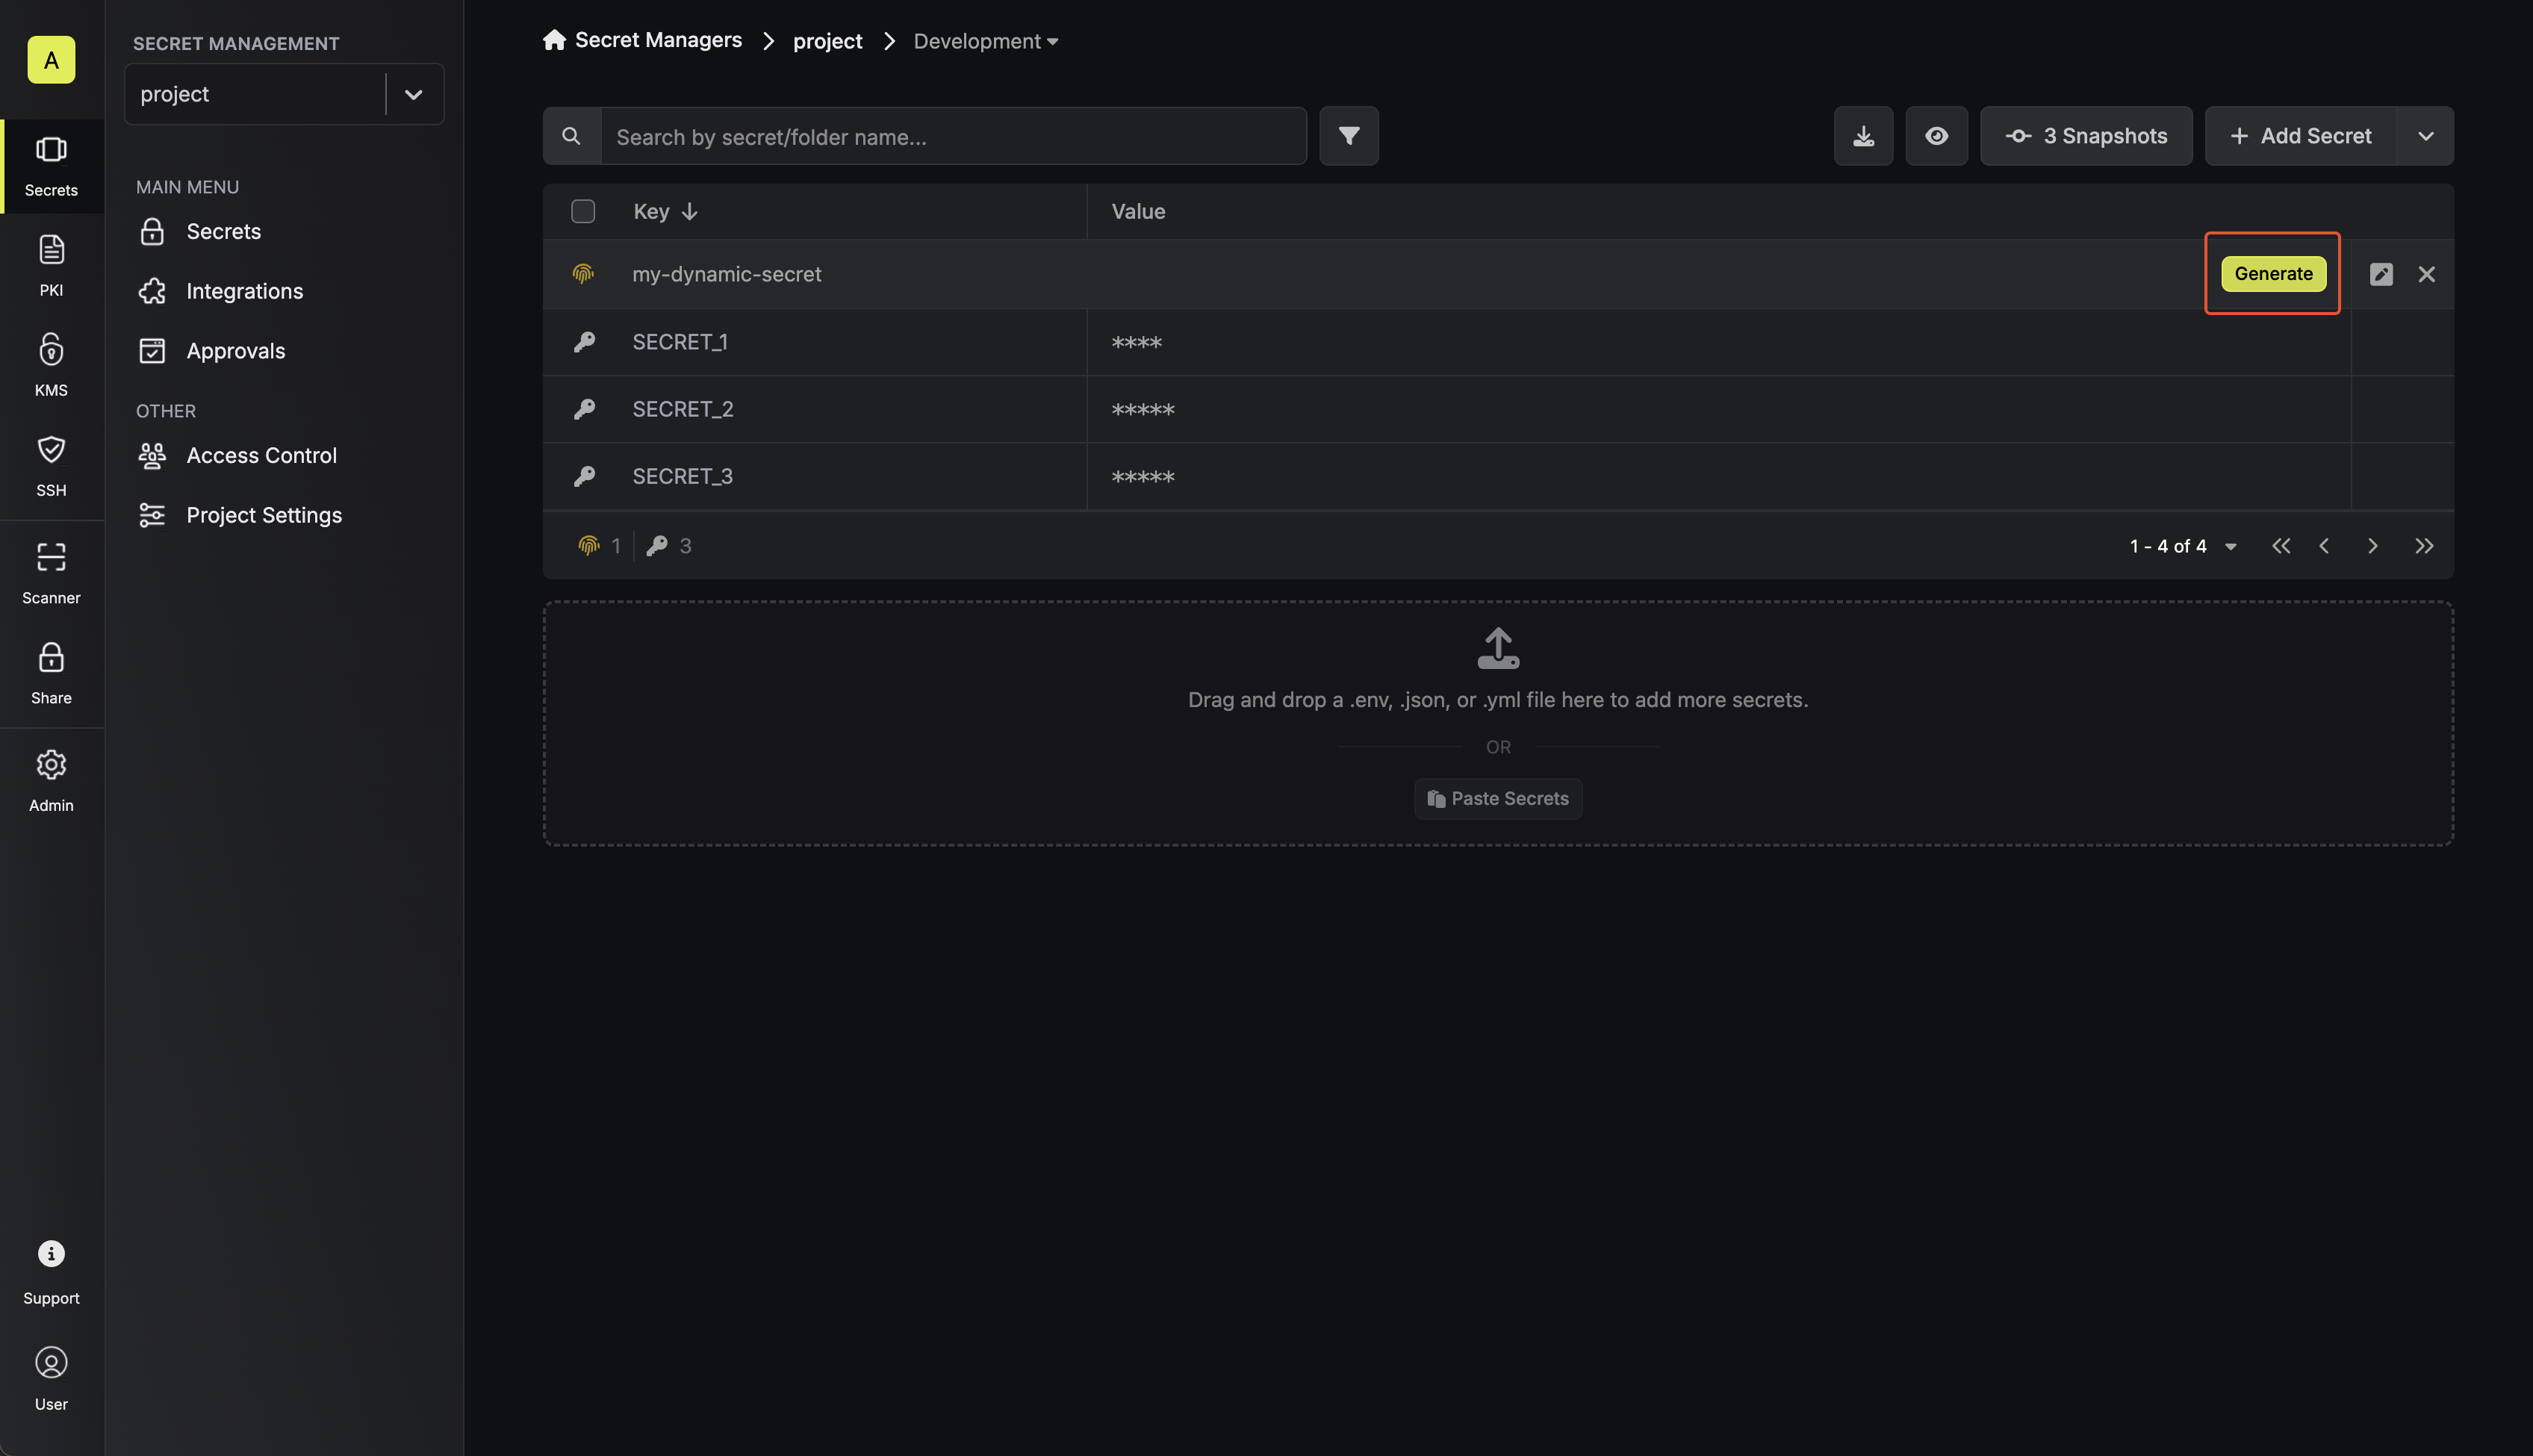 A
Secrets
PKI
KMS
SSH
Scanner
Share
Admin
Support
User
SECRET MANAGEMENT
project
MAIN MENU
Secrets
Integrations
Approvals
OTHER
Access Control
Project Settings
Secret Managers
project
Development
Search by secret/folder name...
3 Snapshots
Add Secret
Key
Value
my-dynamic-secret
Generate
SECRET_1
****
SECRET_2
*****
SECRET_3
*****
1
3
1 - 4 of 4
Drag and drop a .env, .json, or .yml file here to add more secrets.
OR
Paste Secrets